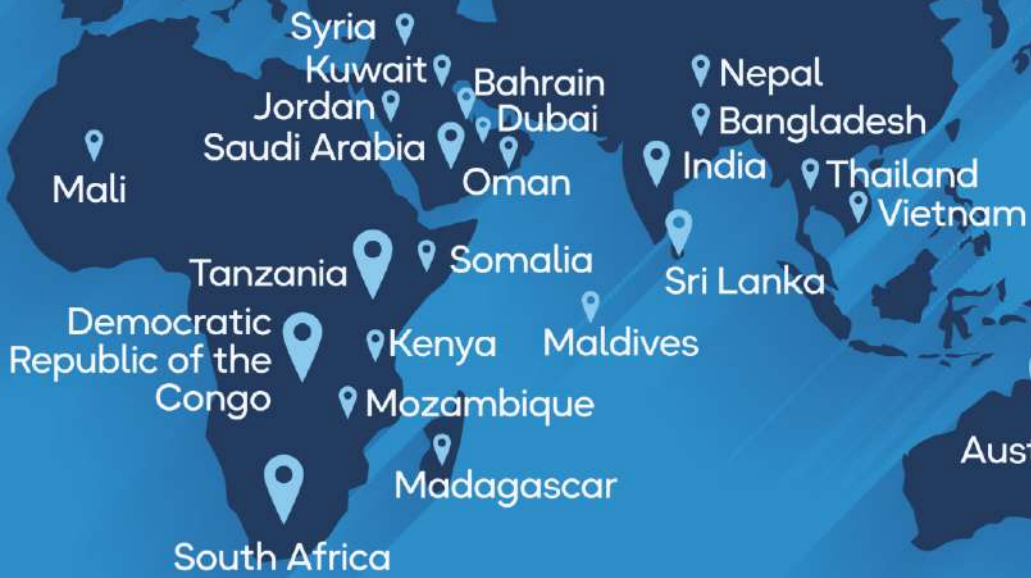 Syria
Kuwait
Bahrain
Nepal
Jordan
Dubai
Bangladesh
Saudi Arabia
India
Thailand
Oman
Mali
Vietnam
Tanzania
Somalia
Sri Lanka
Democratic
Republic of the
Congo
Kenya
Maldives
Mozambique
Madagascar
Aust
South Africa